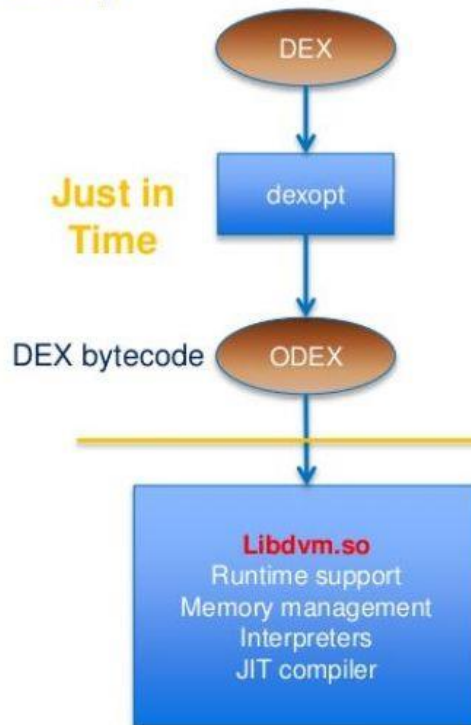 DEX
Just in
Time
dexopt
DEX bytecode
ODEX
Libdvm.so
Runtime support
Memory management
Interpreters
JIT compiler